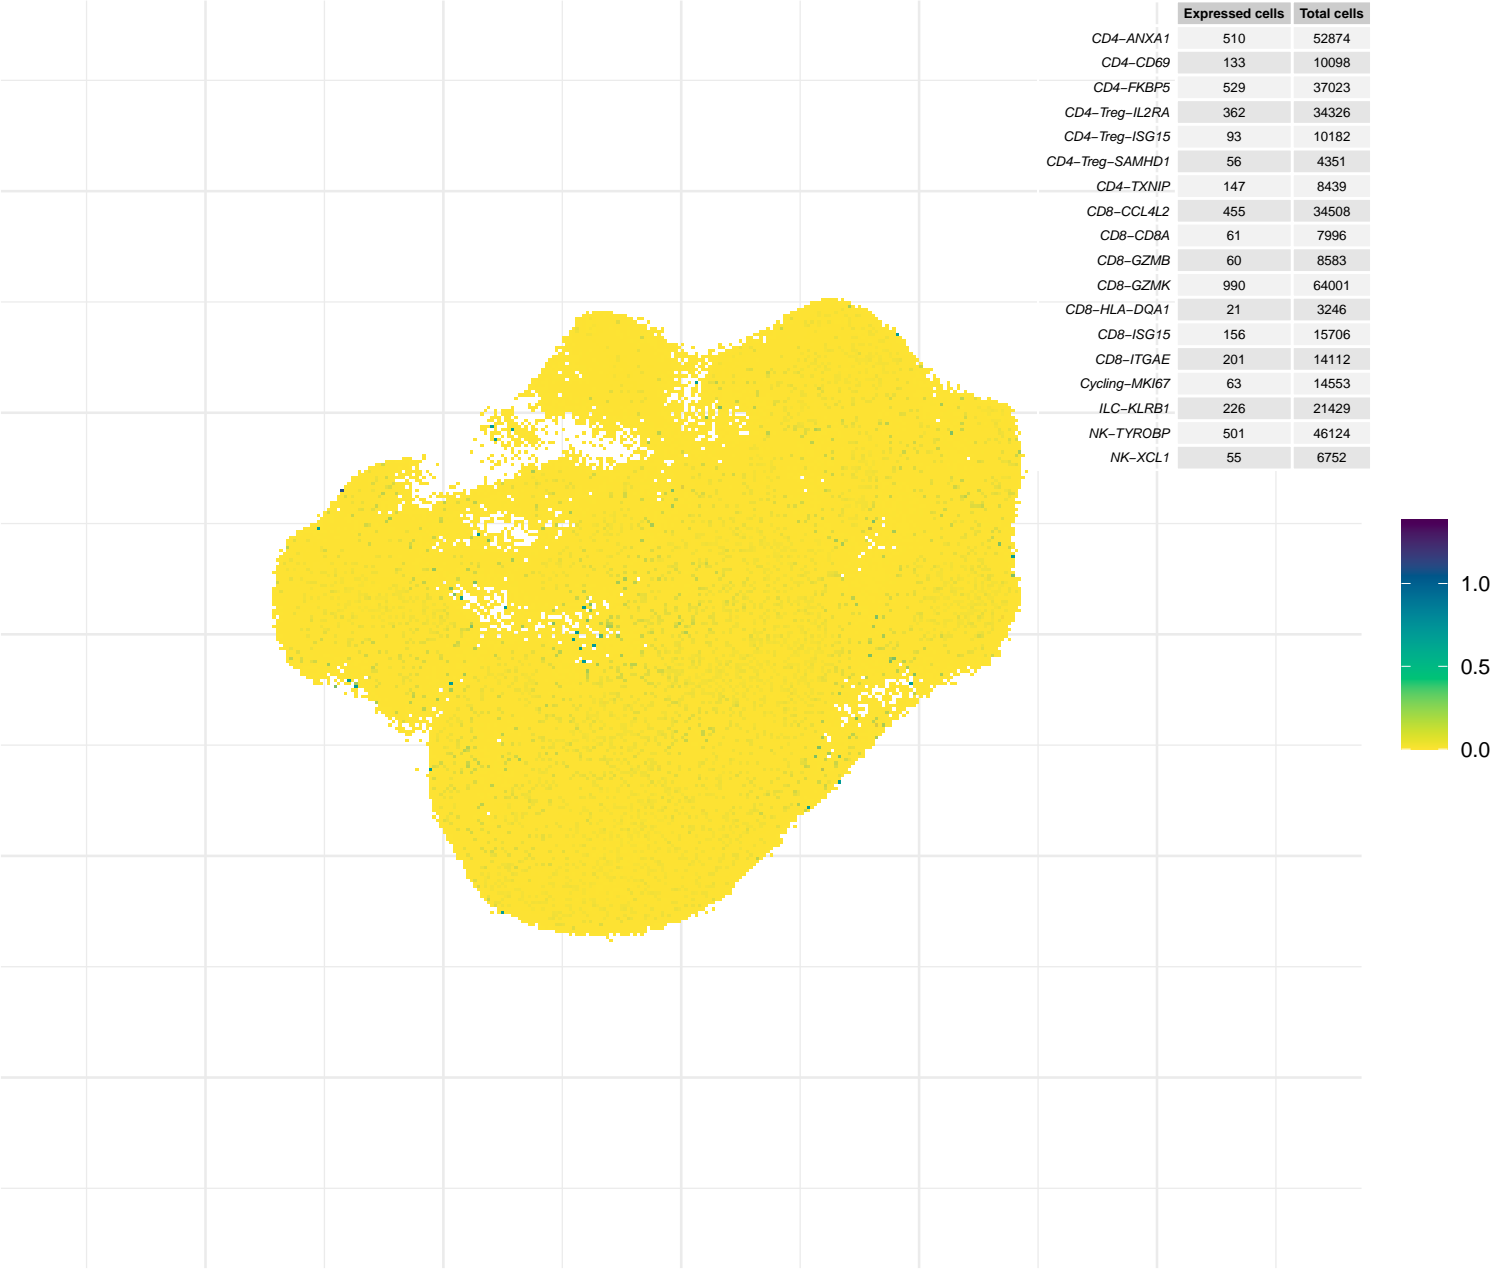 Expressed cells Total cells
CD4−ANXA1 510 52874
CD4−CD69 133 10098
CD4−FKBP5 529 37023
CD4−Treg−IL2RA 362 34326
CD4−Treg−ISG15 93 10182
CD4−Treg−SAMHD1 56 4351
CD4−TXNIP 147 8439
CD8−CCL4L2 455 34508
CD8−CD8A 61 7996
CD8−GZMB 60 8583
CD8−GZMK 990 64001
CD8−HLA−DQA1 21 3246
CD8−ISG15 156 15706
CD8−ITGAE 201 14112
Cycling−MKI67 63 14553
ILC−KLRB1 226 21429
NK−TYROBP 501 46124
NK−XCL1 55 6752
1.0
0.5
0.0